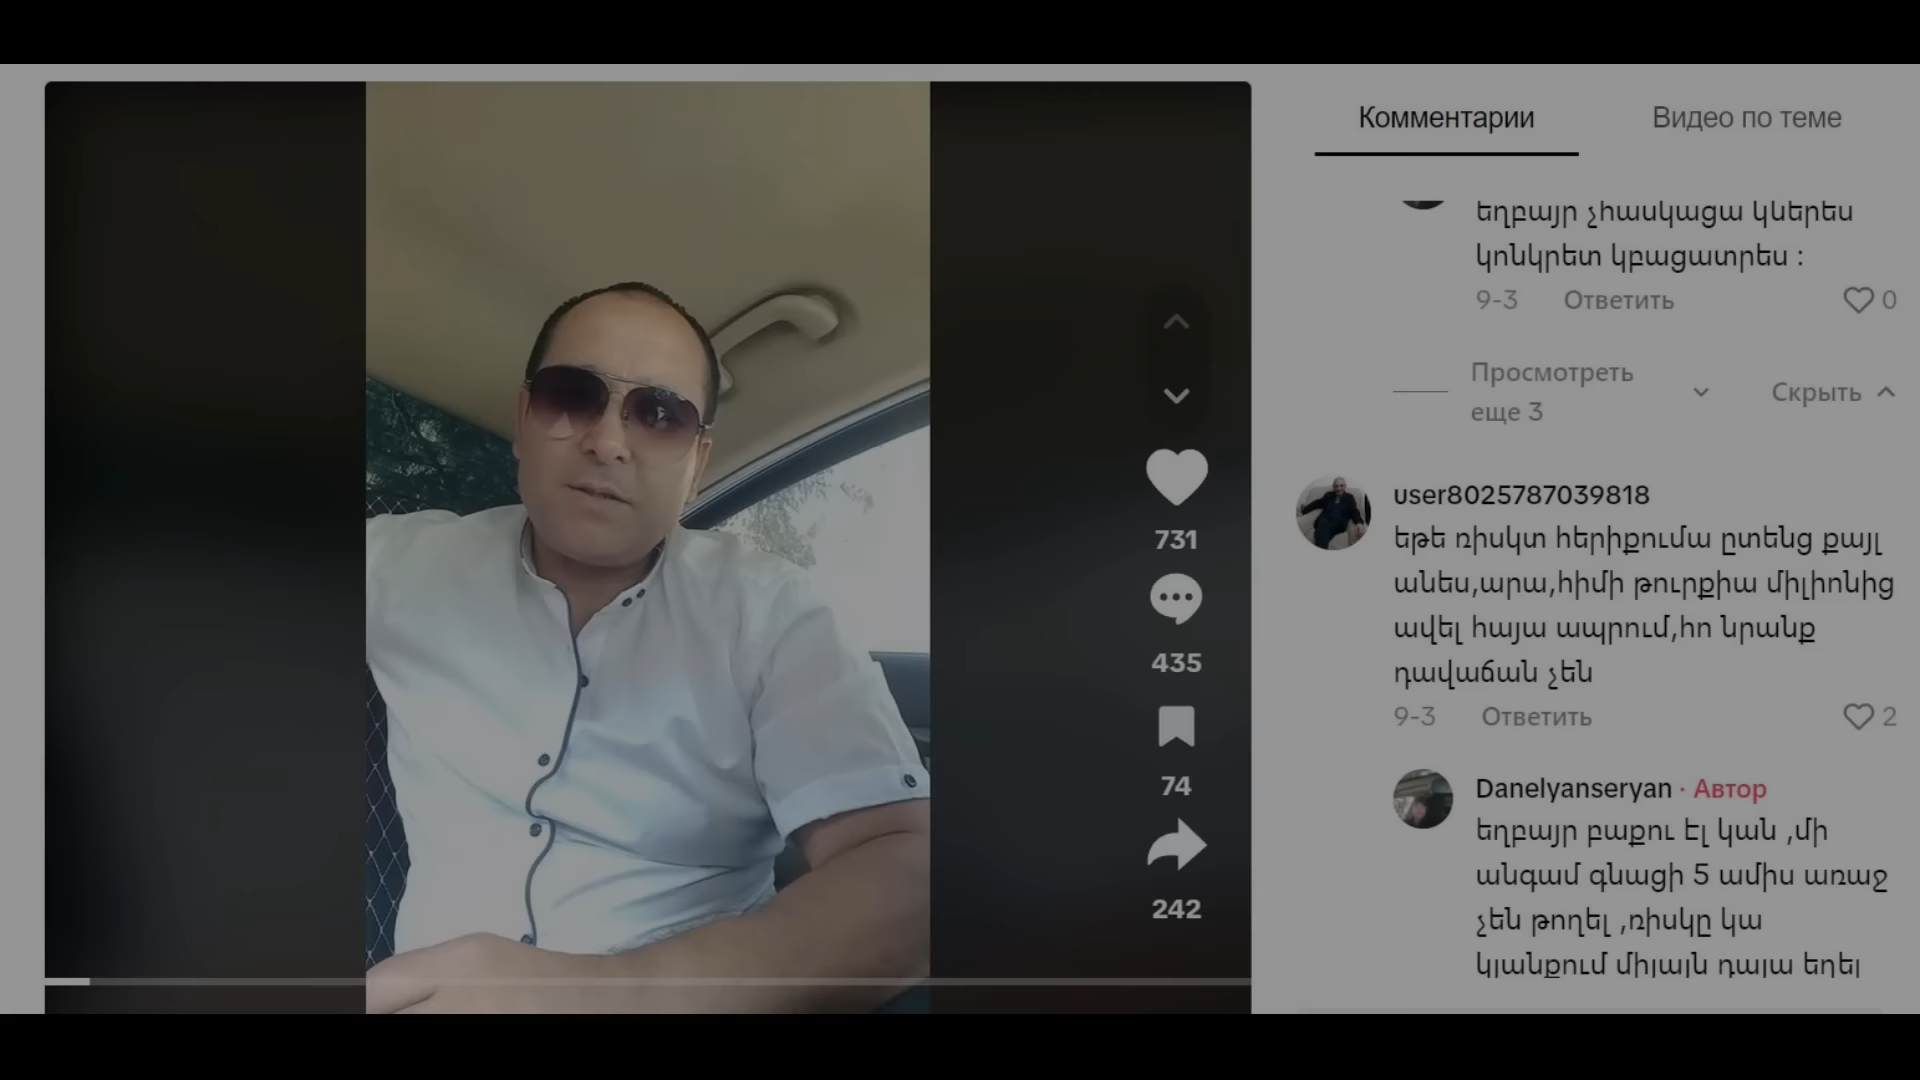 Комментарии
Видео по теме
եղբայր չհասկացա կներես
կոնկրետ կբացատրես :
9-3 Ответить 0
Просмотреть
еще 3
Скрыть
user8025787039818
եթե ռիսկտ հերիքումա ըտենց քայլ
անես,արա,հիմի թուրքիա միլիոնից
ավել հայա ապրում,հո նրանք
դավաճան չեն
9-3 Ответить 2
Danelyanseryan · Автор
եղբայր բաքու էլ կան ,մի
անգամ գնացի 5 ամիս առաջ
չեն թողել ,ռիսկը կա
կյանքում միյայն դայա եղել
731
435
74
242